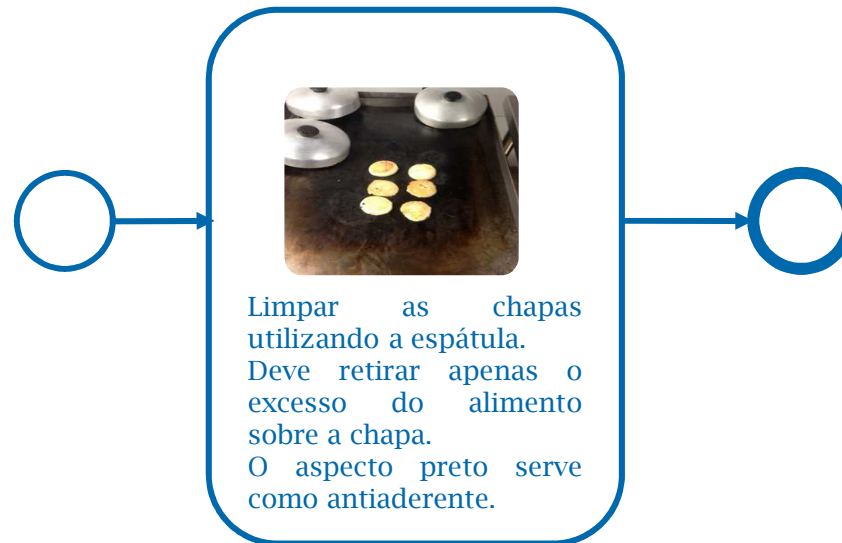 Limpar as chapas
utilizando a espátula.
Deve retirar apenas o
excesso do alimento
sobre a chapa.
O aspecto preto serve
como antiaderente.